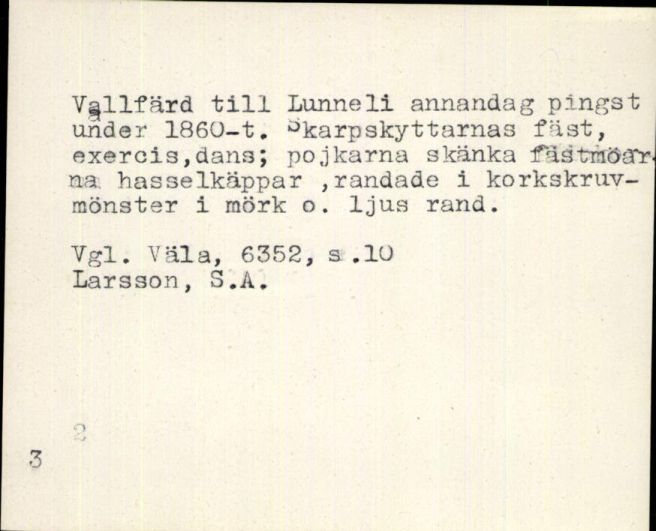 Vallfärd till Lunneli annandag pingst
under 1860-t. Skarpskyttarnas fäst,
exercis,dans; pojkarna skänka fästmöar-
na hasselkäppar ,randade i korkskruv-
mönster i mörk o. ljus rand.
Vgl. Väla, 6352, s.10
Larsson, S.A.
2
3